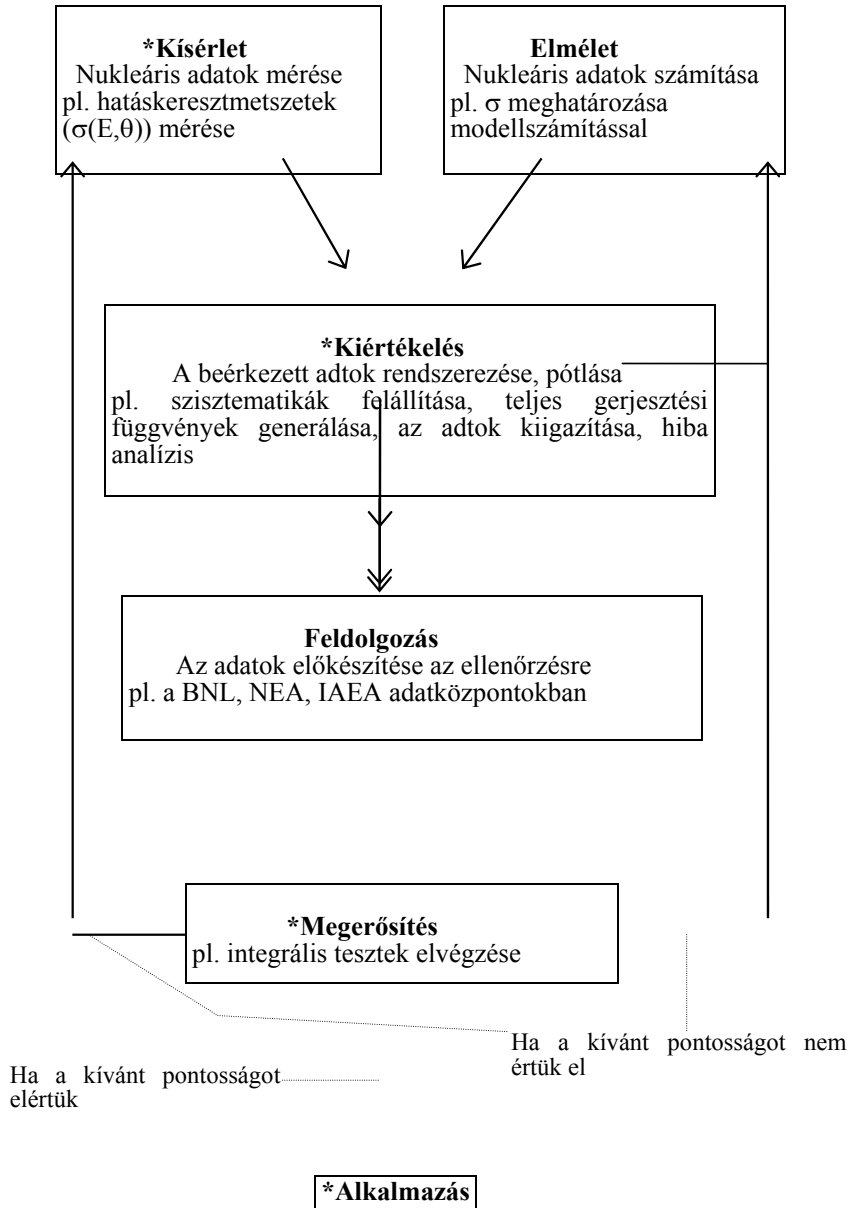 *Kísérlet
Nukleáris adatok mérése
pl. hatáskeresztmetszetek
(σ(E,θ)) mérése
Elmélet
Nukleáris adatok számítása
pl. σ meghatározása
modellszámítással
*Kiértékelés
A beérkezett adtok rendszerezése, pótlása
pl. szisztematikák felállítása, teljes gerjesztési
függvények generálása, az adtok kiigazítása, hiba
analízis
Feldolgozás
Az adatok előkészítése az ellenőrzésre
pl. a BNL, NEA, IAEA adatközpontokban
*Megerősítés
pl. integrális tesztek elvégzése
Ha a kívánt pontosságot nem
értük el
Ha a kívánt pontosságot
elértük
*Alkalmazás